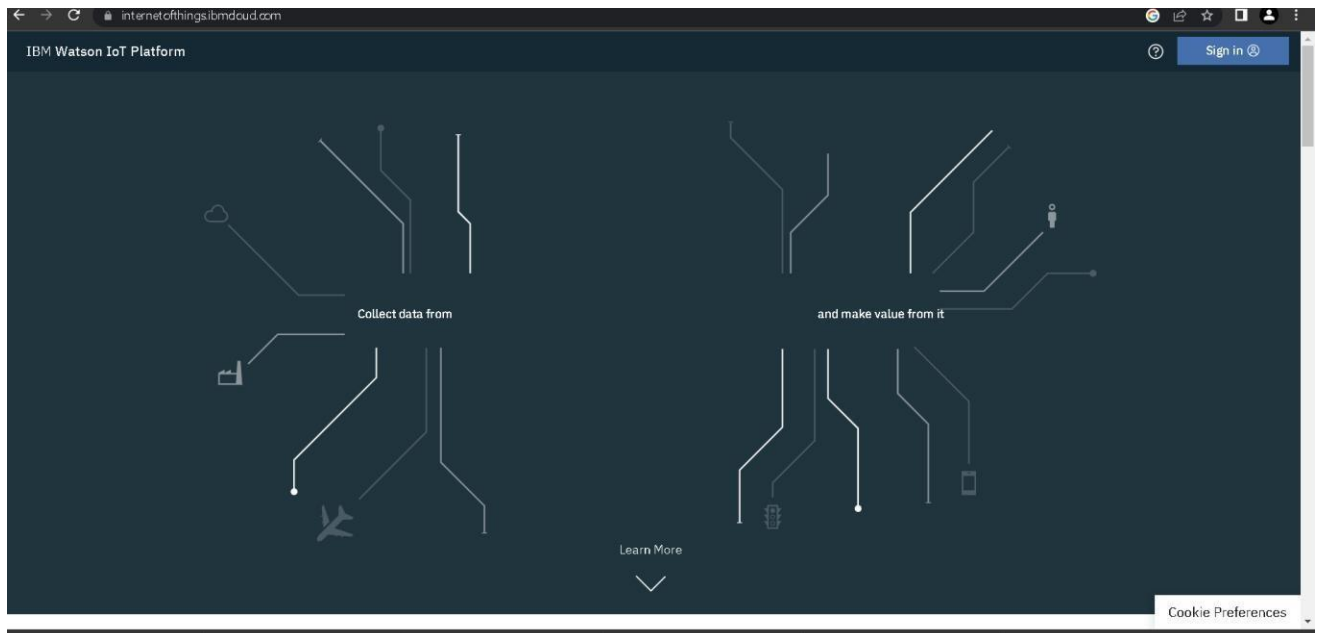 internetofthings.ibmcloud.com
IBM Watson IoT Platform
Sign in
Collect data from
and make value from it
Learn More
Cookie Preferences